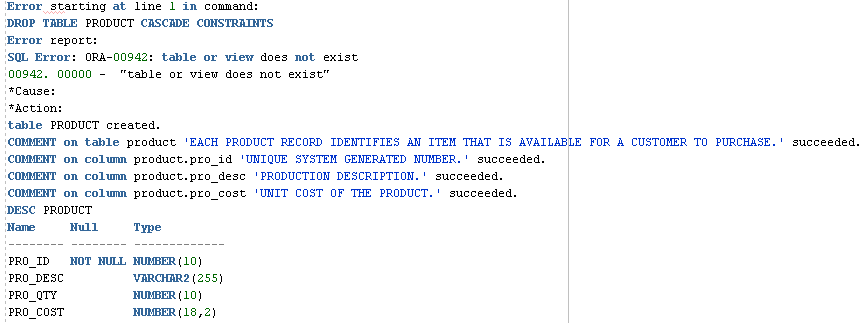 Error starting at line 1 in command:
DROP TABLE PRODUCT CASCADE CONSTRAINTS
Error report:
SQL Error: ORA-00942: table or view does not exist
00942. 00000 -  "table or view does not exist"
*Cause:
*Action:
table PRODUCT created.
COMMENT on table product 'EACH PRODUCT RECORD IDENTIFIES AN ITEM THAT IS AVAILABLE FOR A CUSTOMER TO PURCHASE.' succeeded.
COMMENT on column product.pro_id 'UNIQUE SYSTEM GENERATED NUMBER.' succeeded.
COMMENT on column product.pro_desc 'PRODUCTION DESCRIPTION.' succeeded.
COMMENT on column product.pro_cost 'UNIT COST OF THE PRODUCT.' succeeded.
DESC PRODUCT
Name     Null     Type
-------- -------- -------------
PRO_ID   NOT NULL NUMBER(10)
PRO_DESC          VARCHAR2(255)
PRO_QTY           NUMBER(10)
PRO_COST          NUMBER(18,2)